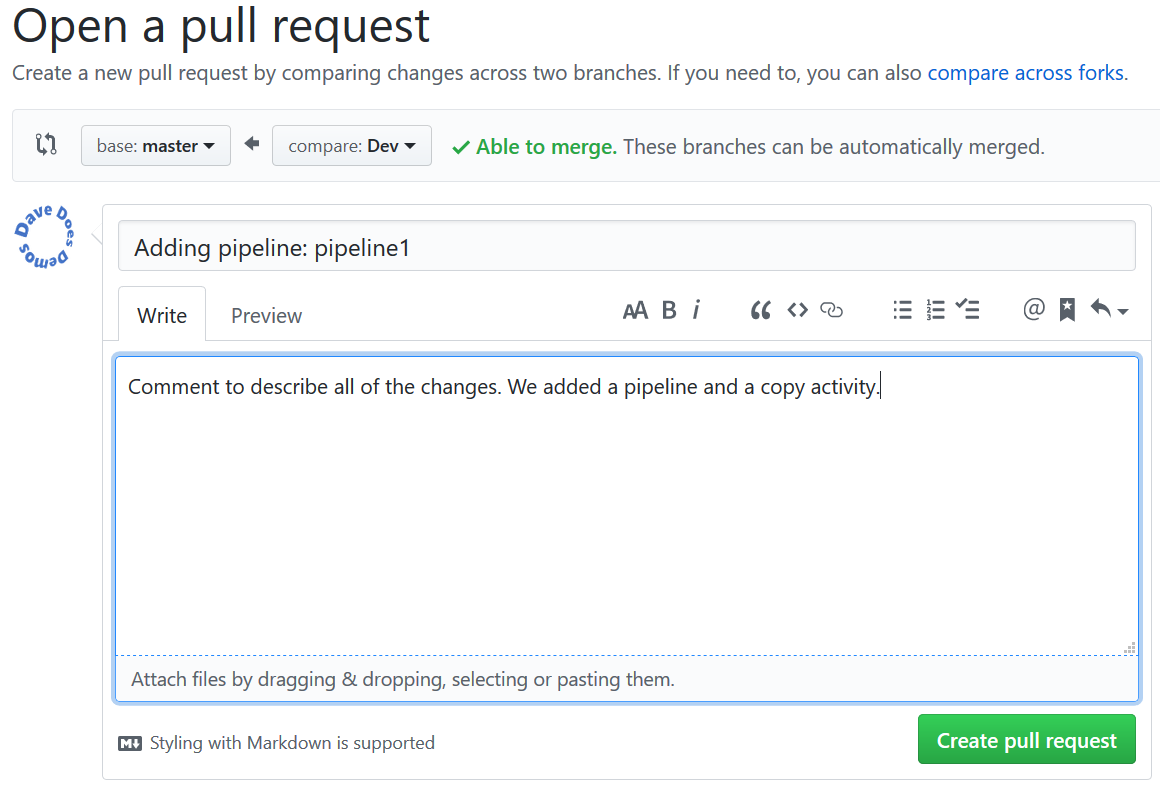 Open a pull request
Create a new pull request by comparing changes across two branches. If you need to, you can also compare across forks.
base: master
compare: Dev
Able to merge. These branches can be automatically merged.
Dave Does Demos
Adding pipeline: pipeline1
Write
Preview
Comment to describe all of the changes. We added a pipeline and a copy activity.
Attach files by dragging & dropping, selecting or pasting them.
Styling with Markdown is supported
Create pull request